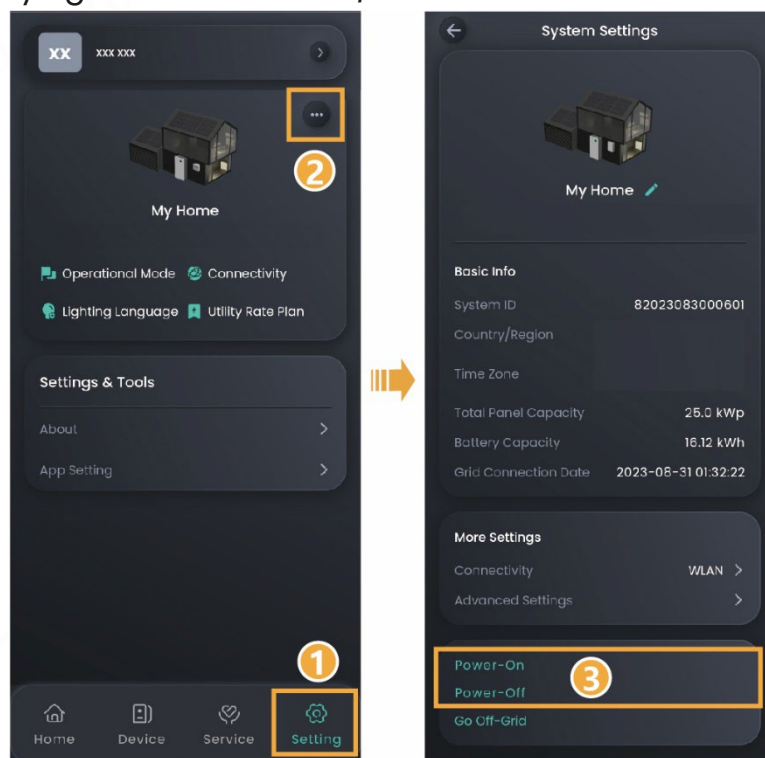 xx xxx xxx
2
My Home
Operational Mode Connectivity
Lighting Language Utility Rate Plan
Settings & Tools
About
App Setting
1
Home Device Service Setting
System Settings
My Home
Basic Info
System ID 82023083000601
Country/Region
Time Zone
Total Panel Capacity 25.0 kWp
Battery Capacity 16.12 kWh
Grid Connection Date 2023-08-31 01:32:22
More Settings
Connectivity WLAN
Advanced Settings
Power-On
3
Power-Off
Go Off-Grid